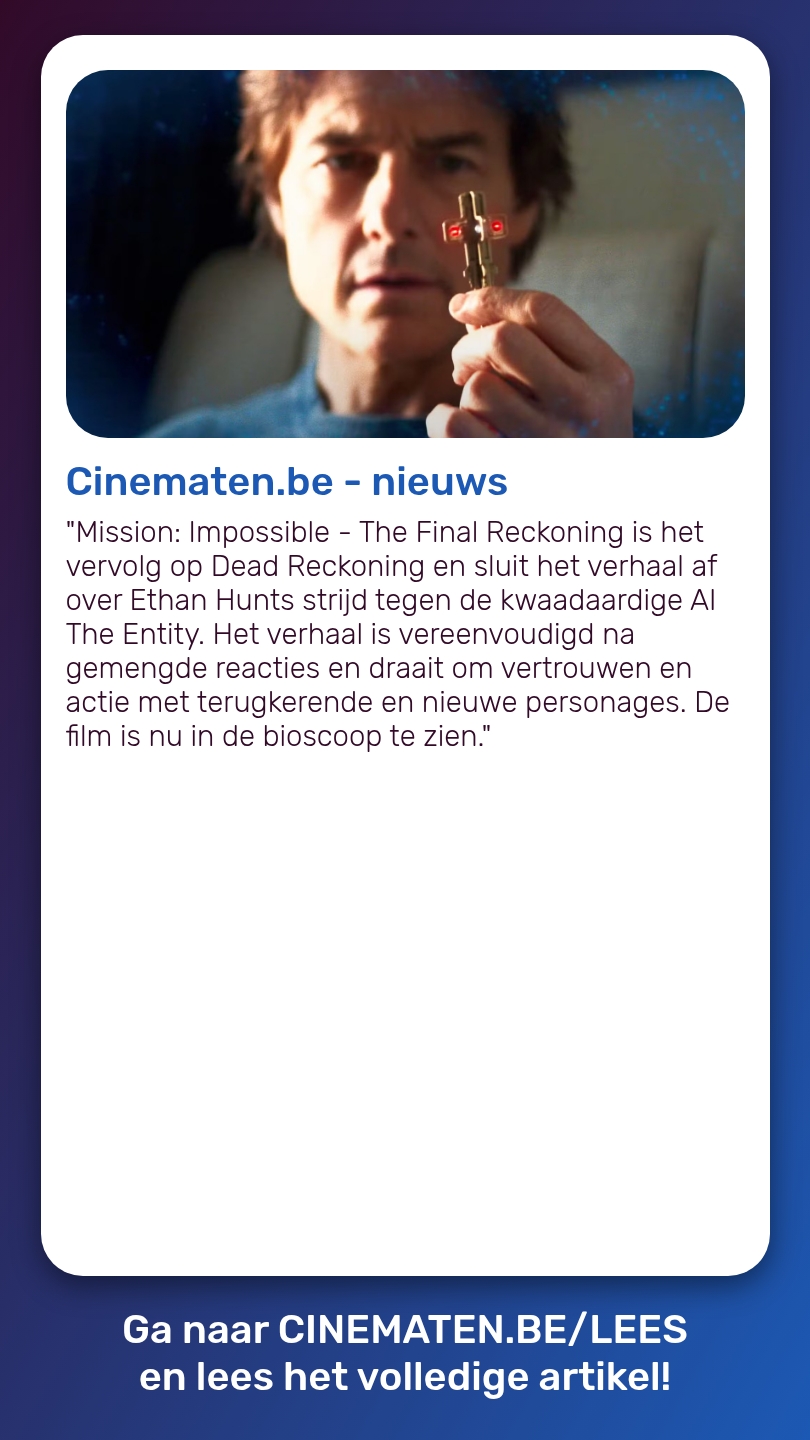 Cinematen.be - nieuws
"Mission: Impossible - The Final Reckoning is het
vervolg op Dead Reckoning en sluit het verhaal af
over Ethan Hunts strijd tegen de kwaadaardige AI
The Entity. Het verhaal is vereenvoudigd na
gemengde reacties en draait om vertrouwen en
actie met terugkerende en nieuwe personages. De
film is nu in de bioscoop te zien."
Ga naar CINEMATEN.BE/LEES
en lees het volledige artikel!